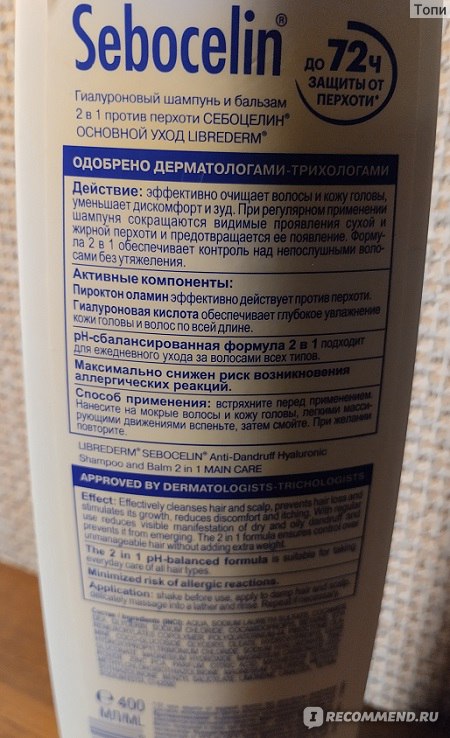 Топи
Sebocelin®
до 72ч
ЗАЩИТЫ ОТ
ПЕРХОТИ*
Гиалуроновый шампунь и бальзам
2 в 1 против перхоти СЕБОЦЕЛИН®
ОСНОВНОЙ УХОД LIBREDERM®
ОДОБРЕНО ДЕРМАТОЛОГАМИ-ТРИХОЛОГАМИ
Действие: эффективно очищает волосы и кожу головы,
уменьшает дискомфорт и зуд. При регулярном применении
шампуня сокращаются видимые проявления сухой и
жирной перхоти и предотвращается ее появление. Форму-
ла 2 в 1 обеспечивает контроль над непослушными воло-
сами без утяжеления.
Активные компоненты:
Пироктон оламин эффективно действует против перхоти.
Гиалуроновая кислота обеспечивает глубокое увлажнение
кожи головы и волос по всей длине.
pH-сбалансированная формула 2 в 1 подходит
для ежедневного ухода за волосами всех типов.
Максимально снижен риск возникновения
аллергических реакций.
Способ применения: встряхните перед применением.
Нанесите на мокрые волосы и кожу головы, легкими масси-
рующими движениями вспеньте, затем смойте. При желании
повторите.
LIBREDERM® SEBOCELIN® Anti-Dandruff Hyaluronic
Shampoo and Balm 2 in 1 MAIN CARE
APPROVED BY DERMATOLOGISTS-TRICHOLOGISTS
Effect: Effectively cleanses hair and scalp, prevents hair loss and
stimulates its growth, reduces discomfort and itching. With regular
use reduces visible manifestation of dry and oily dandruff and
prevents it from emerging. The 2 in 1 formula ensures control over
unmanageable hair without adding extra weight.
The 2 in 1 pH-balanced formula is suitable for taking
everyday care of all hair types.
Minimized risk of allergic reactions.
Application: shake before use, apply to damp hair and scalp,
delicately massage into a lather and rinse. Repeat if necessary.
(INCI): AQUA, SODIUM LAURETH
℮ 400
МЛ/ML
IRECOMMEND.RU